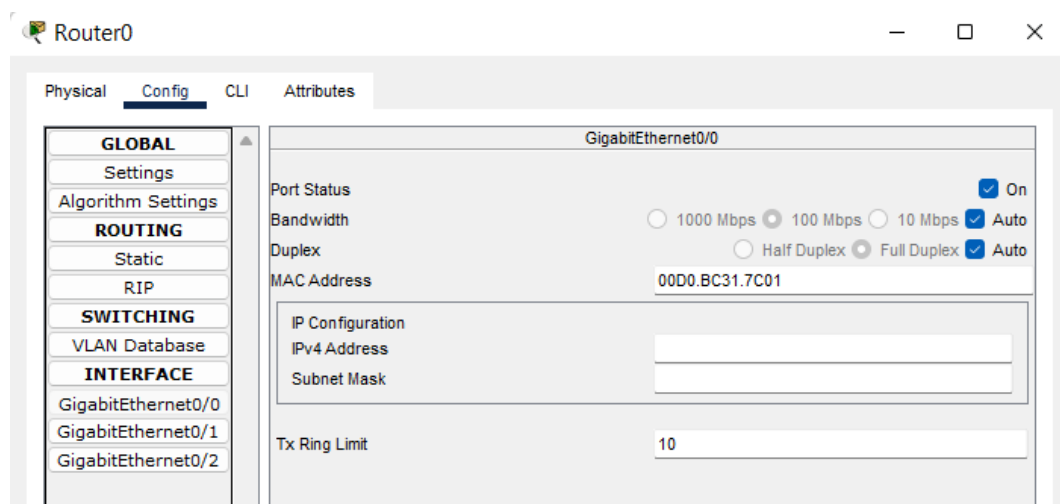 Router0
Physical Config CLI Attributes
GLOBAL
Settings
Algorithm Settings
ROUTING
Static
RIP
SWITCHING
VLAN Database
INTERFACE
GigabitEthernet0/0
GigabitEthernet0/1
GigabitEthernet0/2
GigabitEthernet0/0
Port Status On
Bandwidth 1000 Mbps 100 Mbps 10 Mbps Auto
Duplex Half Duplex Full Duplex Auto
MAC Address 00D0.BC31.7C01
IP Configuration
IPv4 Address
Subnet Mask
Tx Ring Limit 10